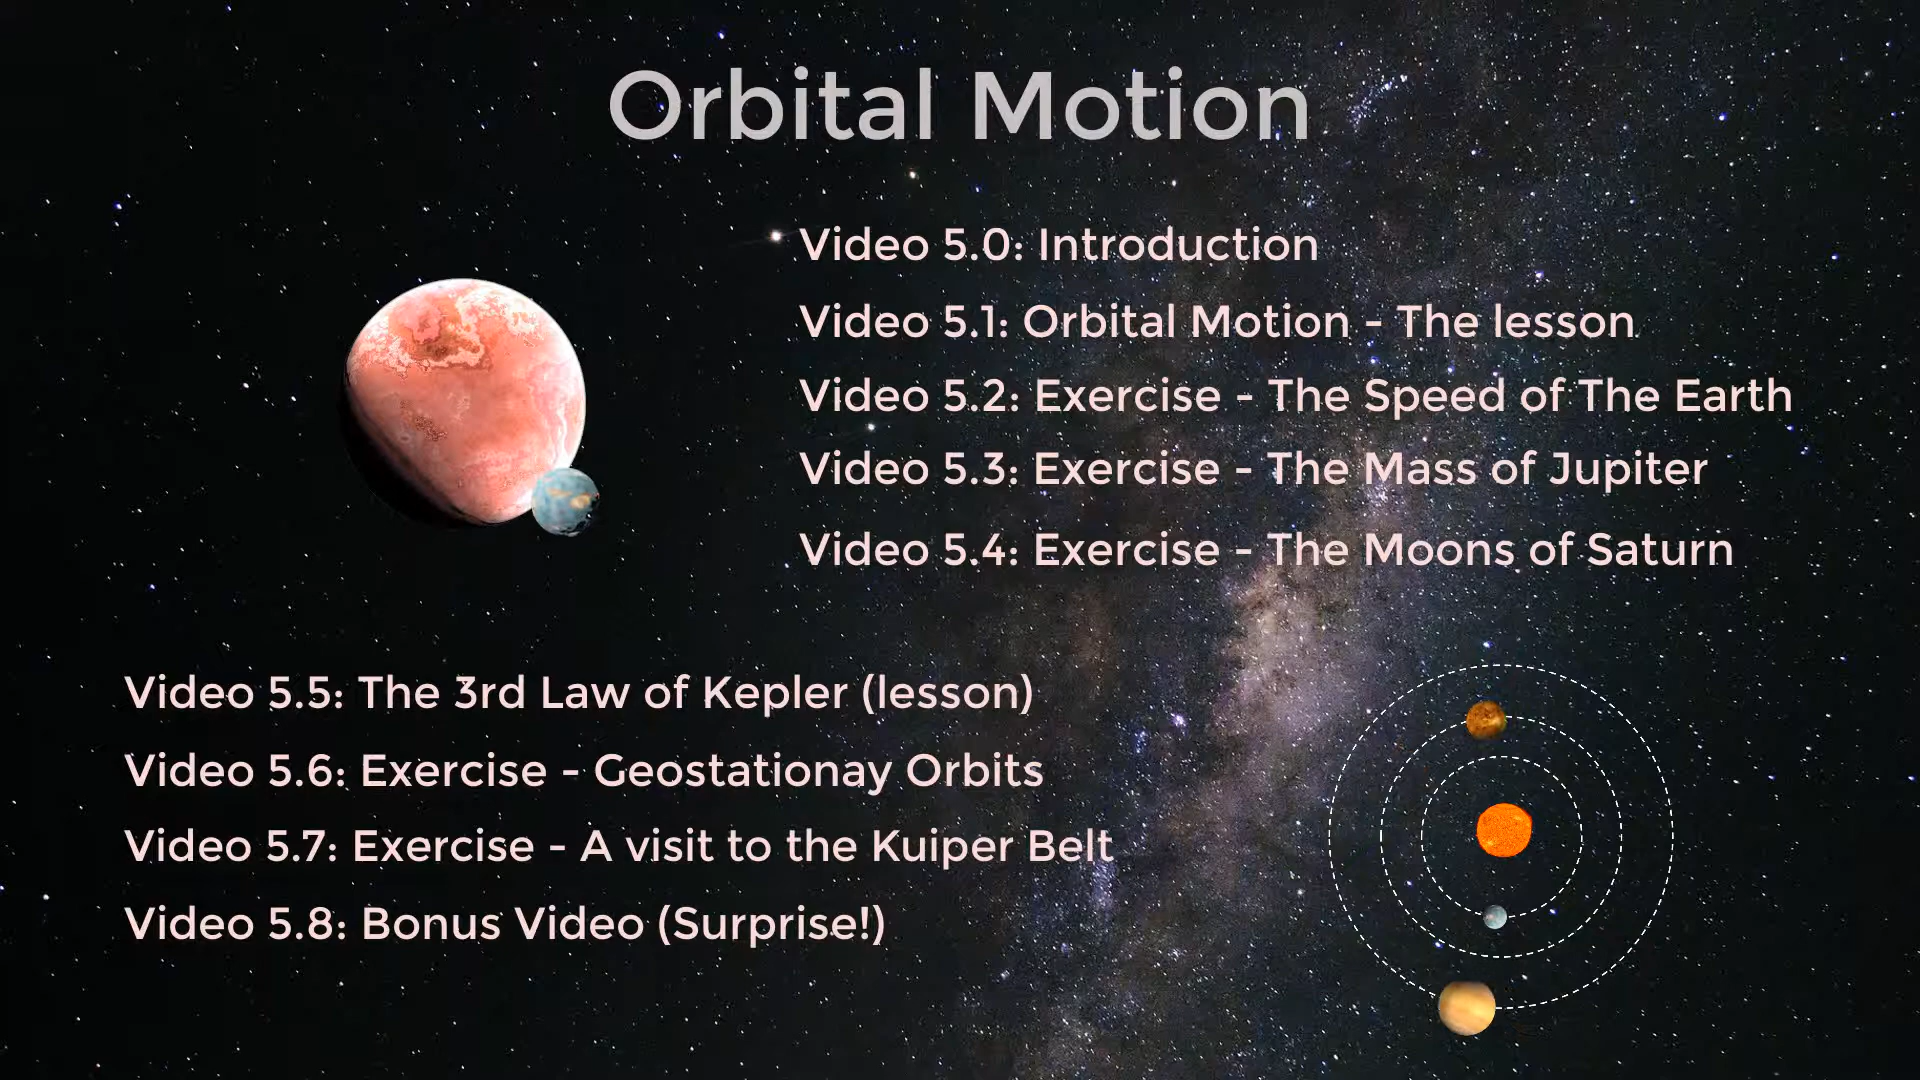 Orbital Motion
Video 5.0: Introduction
Video 5.1: Orbital Motion - The lesson
Video 5.2: Exercise - The Speed of The Earth
Video 5.3: Exercise - The Mass of Jupiter
Video 5.4: Exercise - The Moons of Saturn
Video 5.5: The 3rd Law of Kepler (lesson)
Video 5.6: Exercise - Geostationay Orbits
Video 5.7: Exercise - A visit to the Kuiper Belt
Video 5.8: Bonus Video (Surprise!)